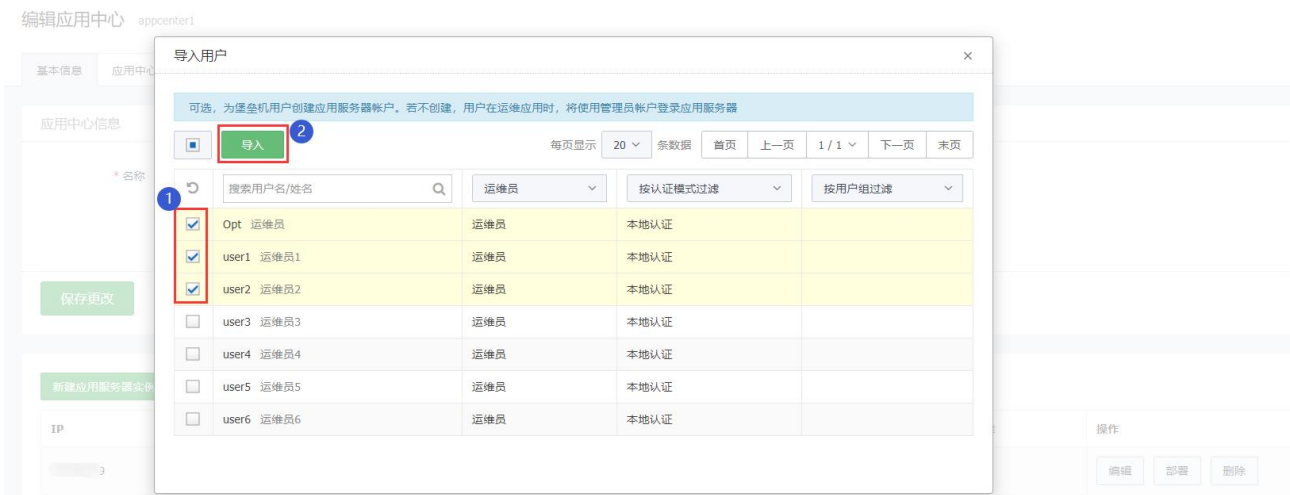 编辑应用中心 appcenter1
导入用户 ×
基本信息 应用中心
可选，为堡垒机用户创建应用服务器帐户。若不创建，用户在运维应用时，将使用管理员帐户登录应用服务器
应用中心信息
导入 2 每页显示 20 条数据 首页 上一页 1 / 1 下一页 末页
* 名称
1 搜索用户名/姓名 运维员 按认证模式过滤 按用户组过滤
Opt 运维员 运维员 本地认证
user1 运维员1 运维员 本地认证
user2 运维员2 运维员 本地认证
保存更改
user3 运维员3 运维员 本地认证
user4 运维员4 运维员 本地认证
新建应用服务器实例
user5 运维员5 运维员 本地认证
user6 运维员6 运维员 本地认证
IP 操作
9 编辑 部署 删除